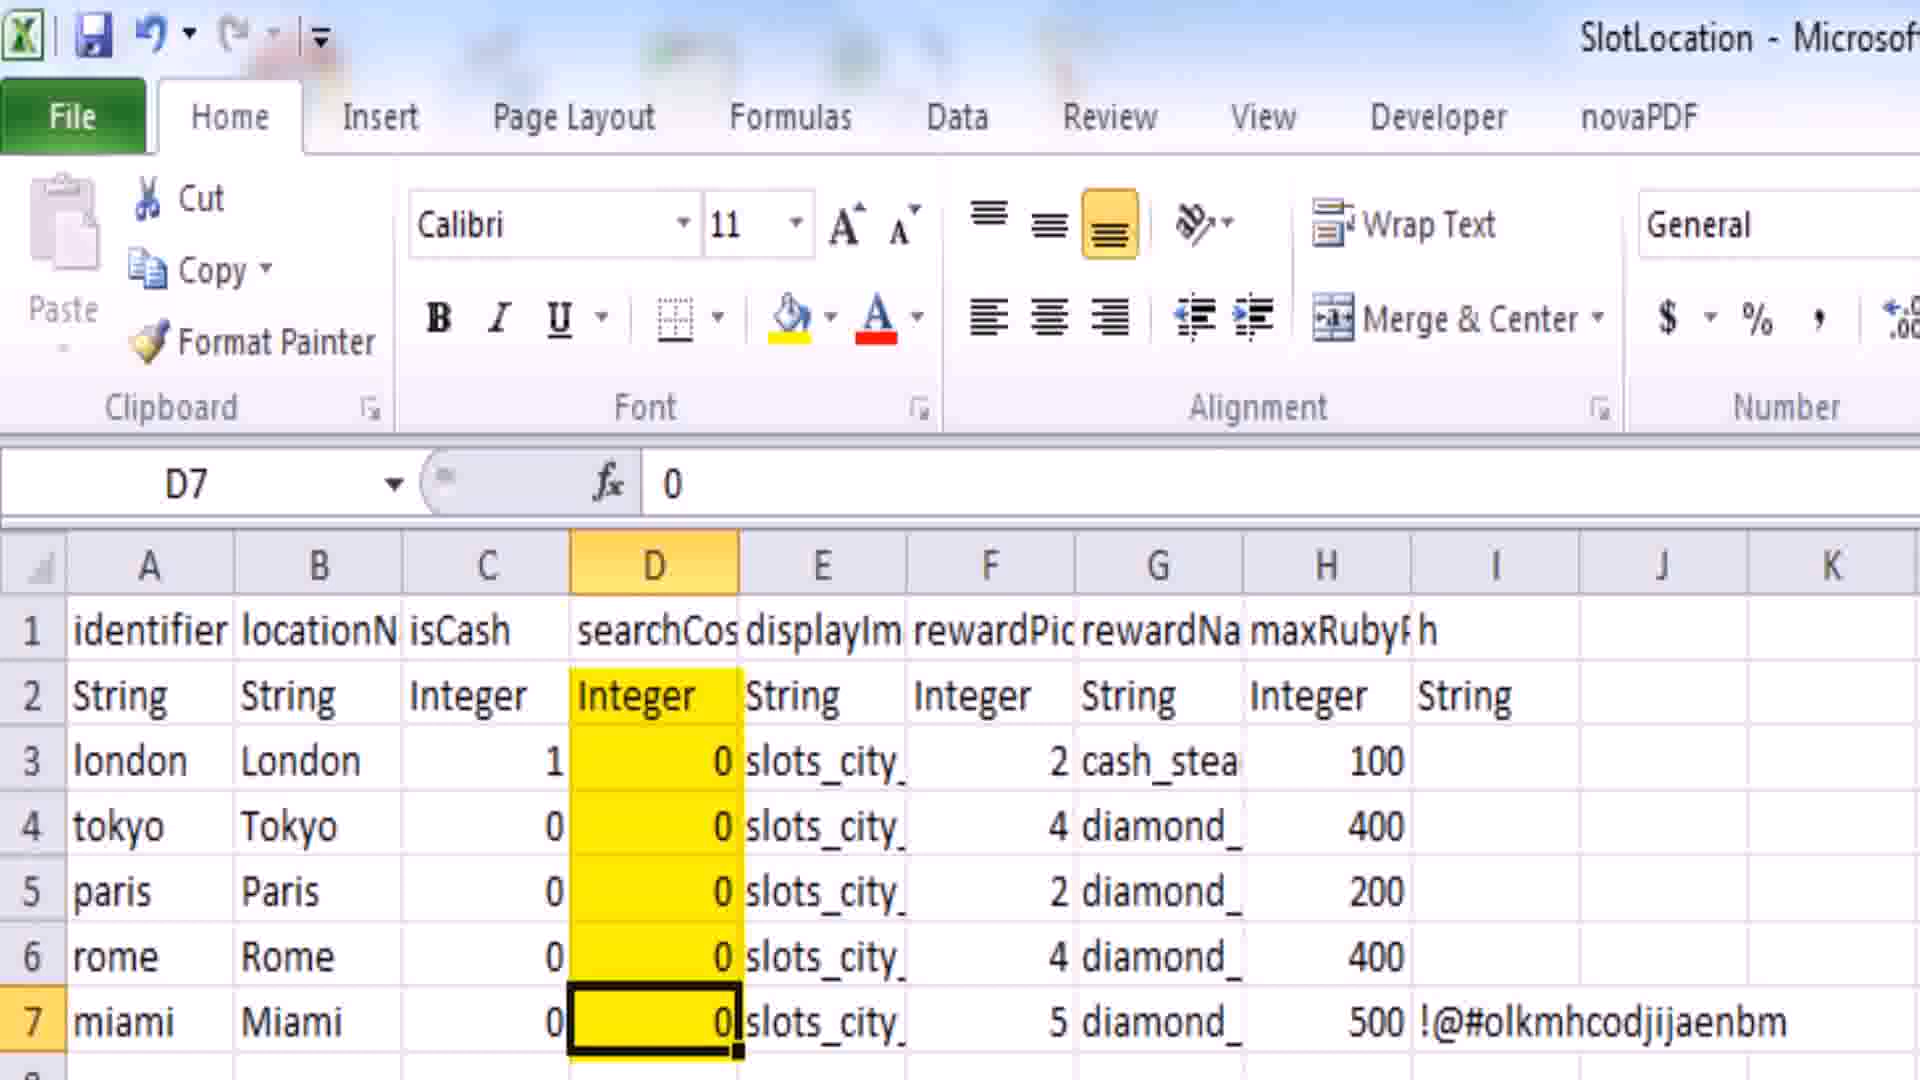 SlotLocation - Microsoft
File Home Insert Page Layout Formulas Data Review View Developer novaPDF
Paste
Cut
Copy
Format Painter
Clipboard
Calibri 11
B I U
Font
Wrap Text
Merge & Center
Alignment
General
$ % ,
Number
D7 fx 0
A B C D E F G H I J K
1 identifier locationN isCash searchCos displayIm rewardPic rewardNa maxRubyP h
2 String String Integer Integer String Integer String Integer String
3 london London 1 0 slots_city_ 2 cash_stea 100
4 tokyo Tokyo 0 0 slots_city_ 4 diamond_ 400
5 paris Paris 0 0 slots_city_ 2 diamond_ 200
6 rome Rome 0 0 slots_city_ 4 diamond_ 400
7 miami Miami 0 0 slots_city_ 5 diamond_ 500 !@#olkmhcodjijaenbm